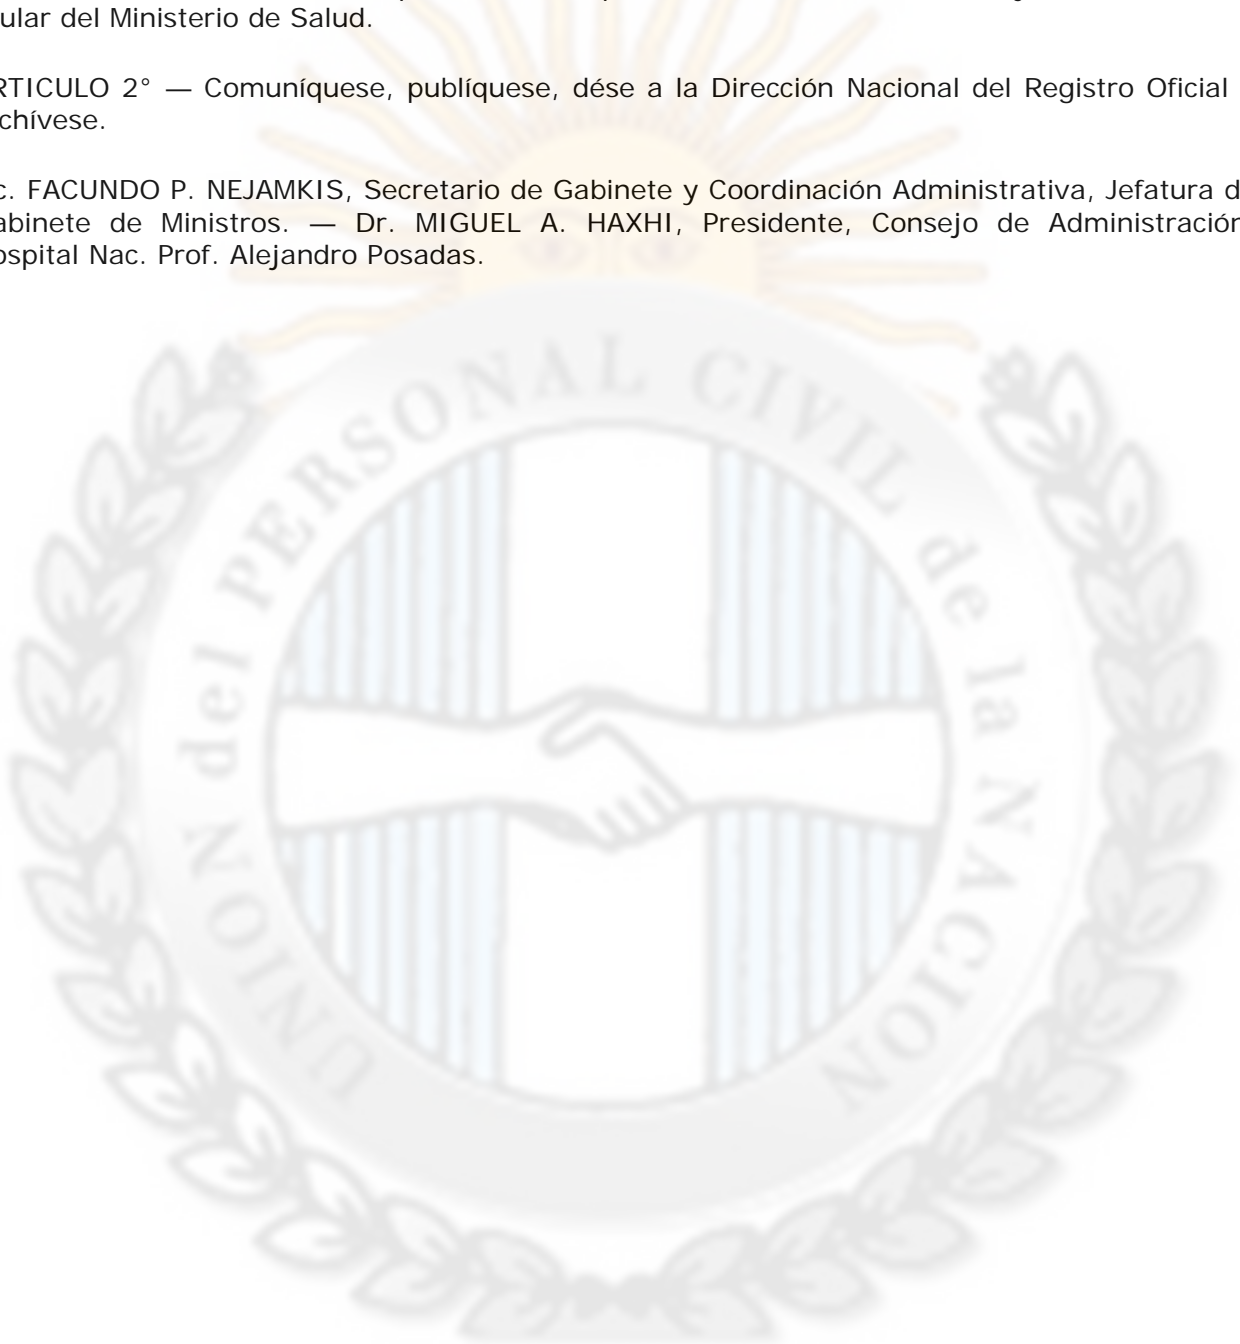 ular del Ministerio de Salud.
RTICULO 2° — Comuníquese, publíquese, dése a la Dirección Nacional del Registro Oficial
chívese.
c. FACUNDO P. NEJAMKIS, Secretario de Gabinete y Coordinación Administrativa, Jefatura d
abinete de Ministros. — Dr. MIGUEL A. HAXHI, Presidente, Consejo de Administración
ospital Nac. Prof. Alejandro Posadas.
UNION del PERSONAL CIVIL de la NACION